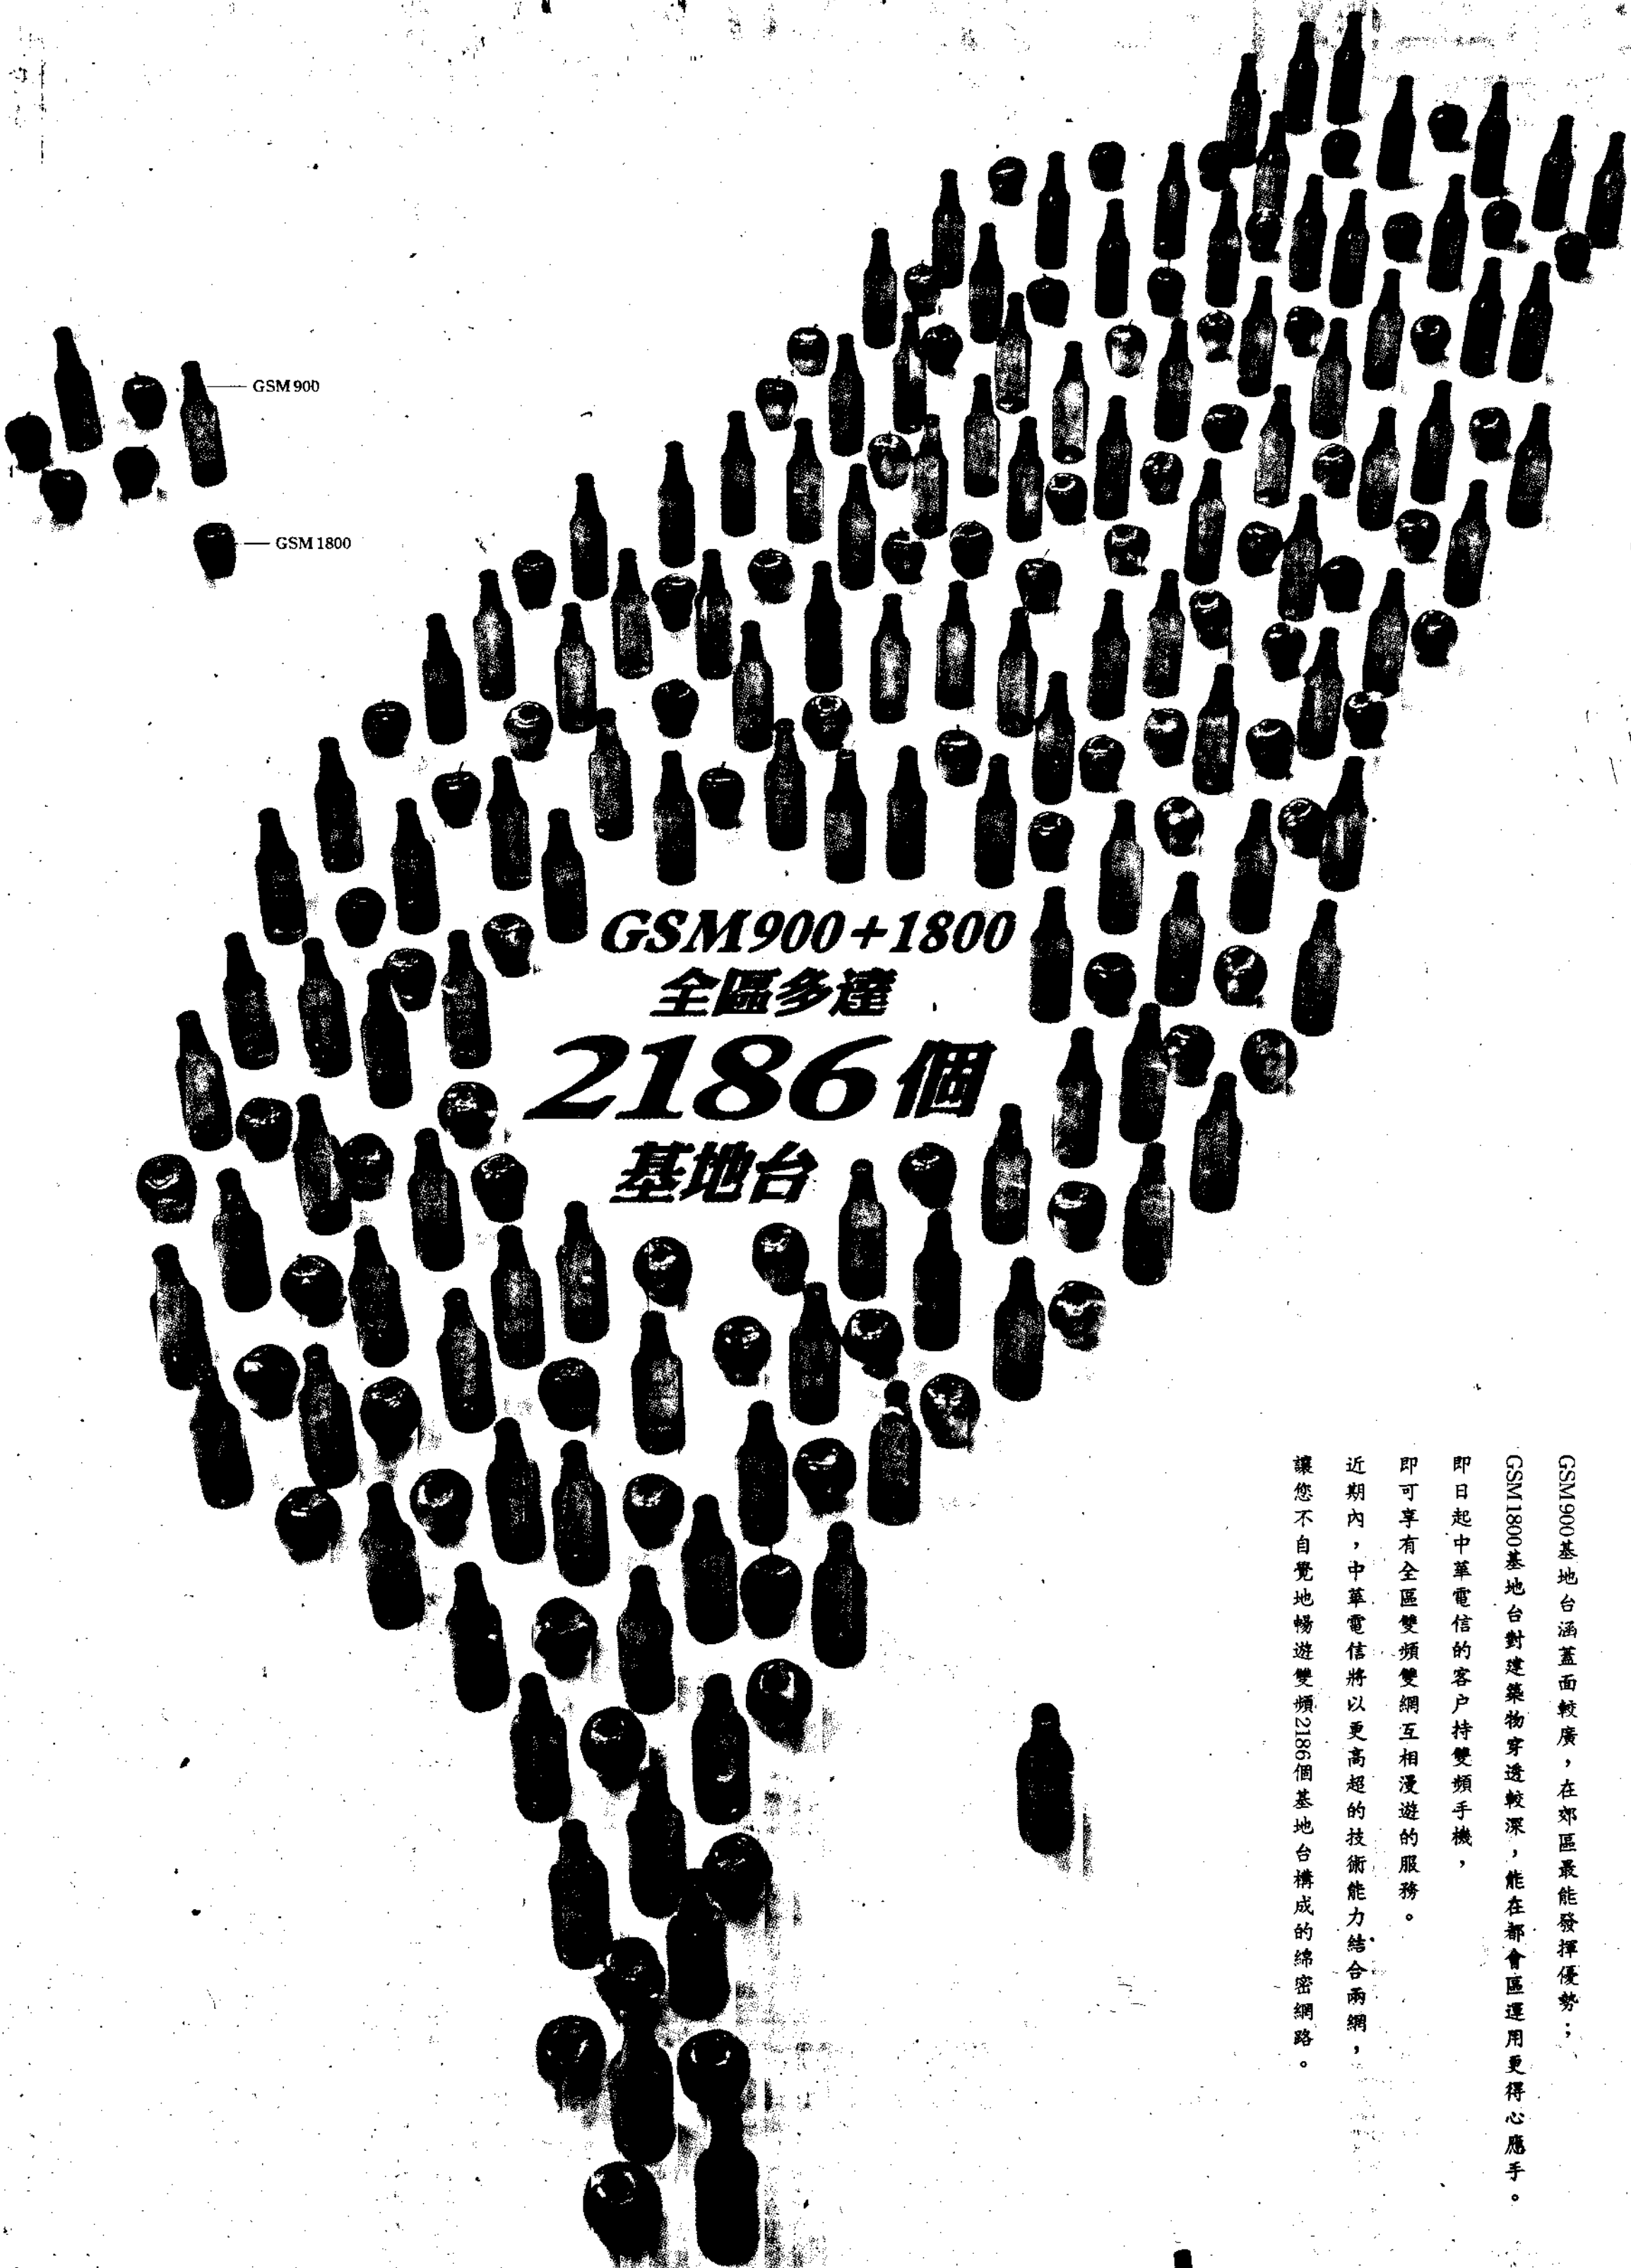 GSM 900
GSM 1800
GSM900+1800
全區多達
2186個
基地台
GSM900基地台涵蓋面較廣，在郊區最能發揮優勢；
GSM1800基地台對建築物穿透較深，能在都會區運用更得心應手。
即日起中華電信的客戶持雙頻手機，
即可享有全區雙頻雙網互相漫遊的服務。
近期內，中華電信將以更高超的技術能力結合兩網，
讓您不自覺地暢遊雙頻2186個基地台構成的綿密網路。